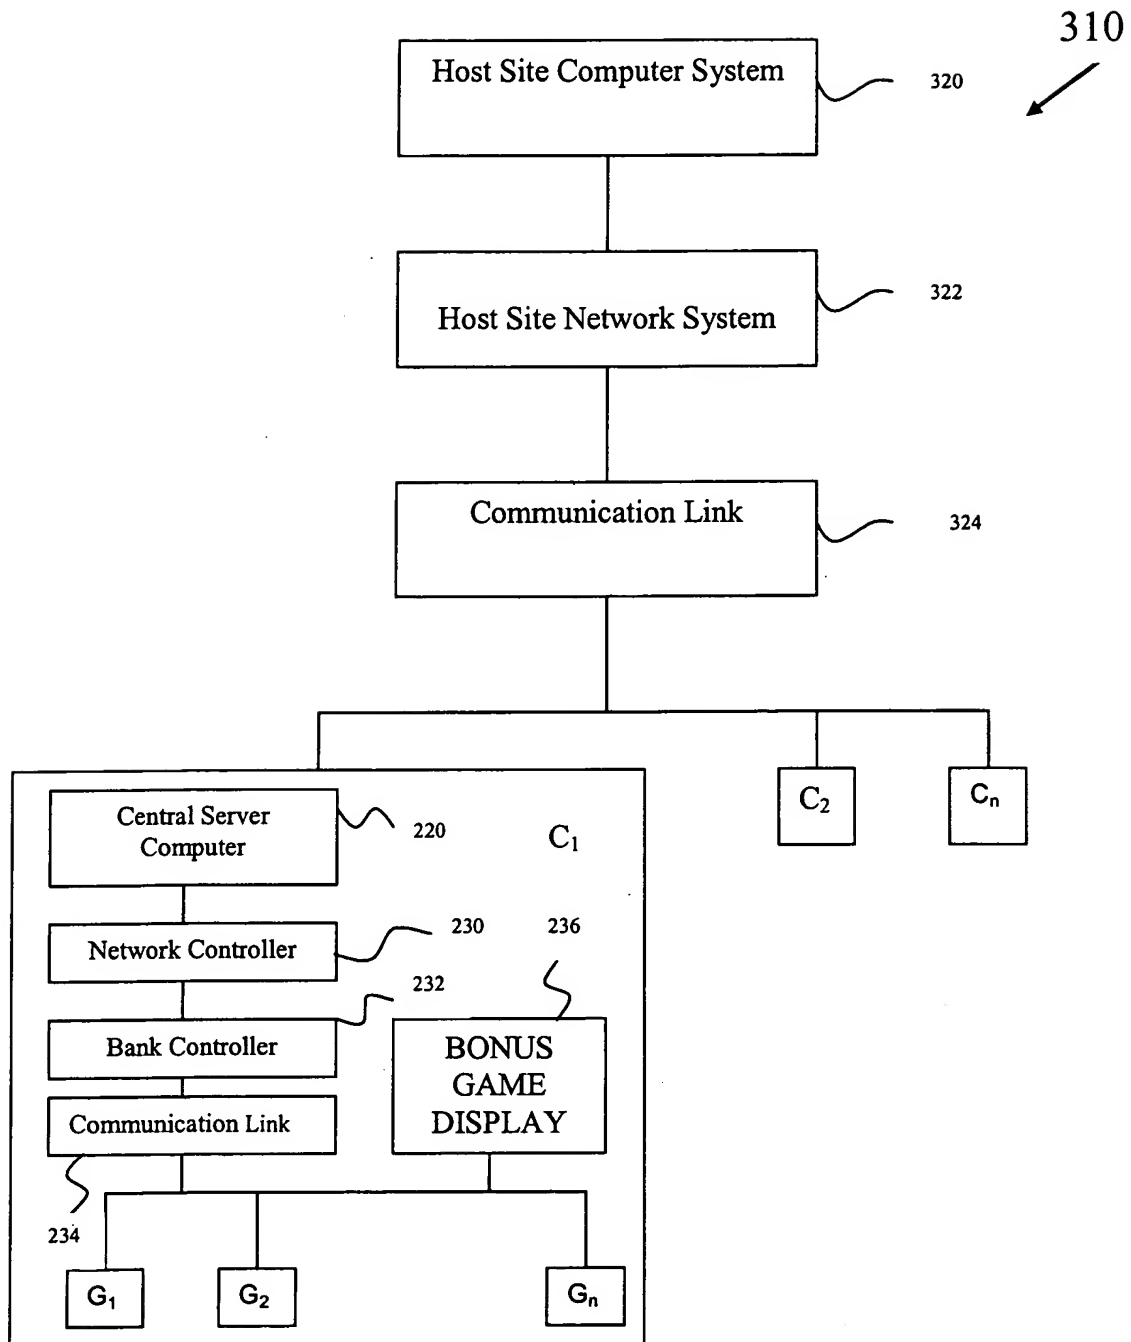 310
Host Site Computer System
320
Host Site Network System
322
Communication Link
324
C₂
Cₙ
Central Server
Computer
220
C₁
Network Controller
230
236
232
Bank Controller
BONUS
GAME
DISPLAY
Communication Link
234
G₁
G₂
Gₙ